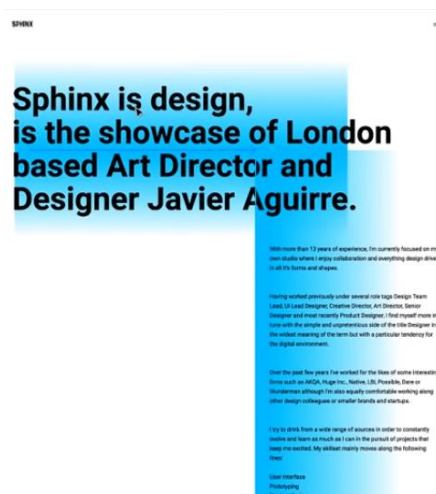 SPHINX
Sphinx is design,
is the showcase of London
based Art Director and
Designer Javier Aguirre.
With more than 13 years of experience, I'm currently focused on my
own studio where I enjoy collaboration and everything design drive
in all it's forms and shapes.
Having worked previously under several role tags Design Team
Lead, UI Lead Designer, Creative Director, Art Director, Senior
Designer and most recently Product Designer, I find myself more in
tune with the simple and unpretentious side of the title Designer in
the widest meaning of the term but with a particular tendency for
the digital environment.
Over the past few years I've worked for the likes of some interestin
firms such as AKQA, Huge Inc., Native, LBi, Possible, Dare or
Wunderman although I'm also equally comfortable working along
other design colleagues or smaller brands and startups.
I try to drink from a wide range of sources in order to constantly
evolve and learn as much as I can in the pursuit of projects that
keep me excited. My skillset mainly moves along the following
lines:
User Interface
Prototyping